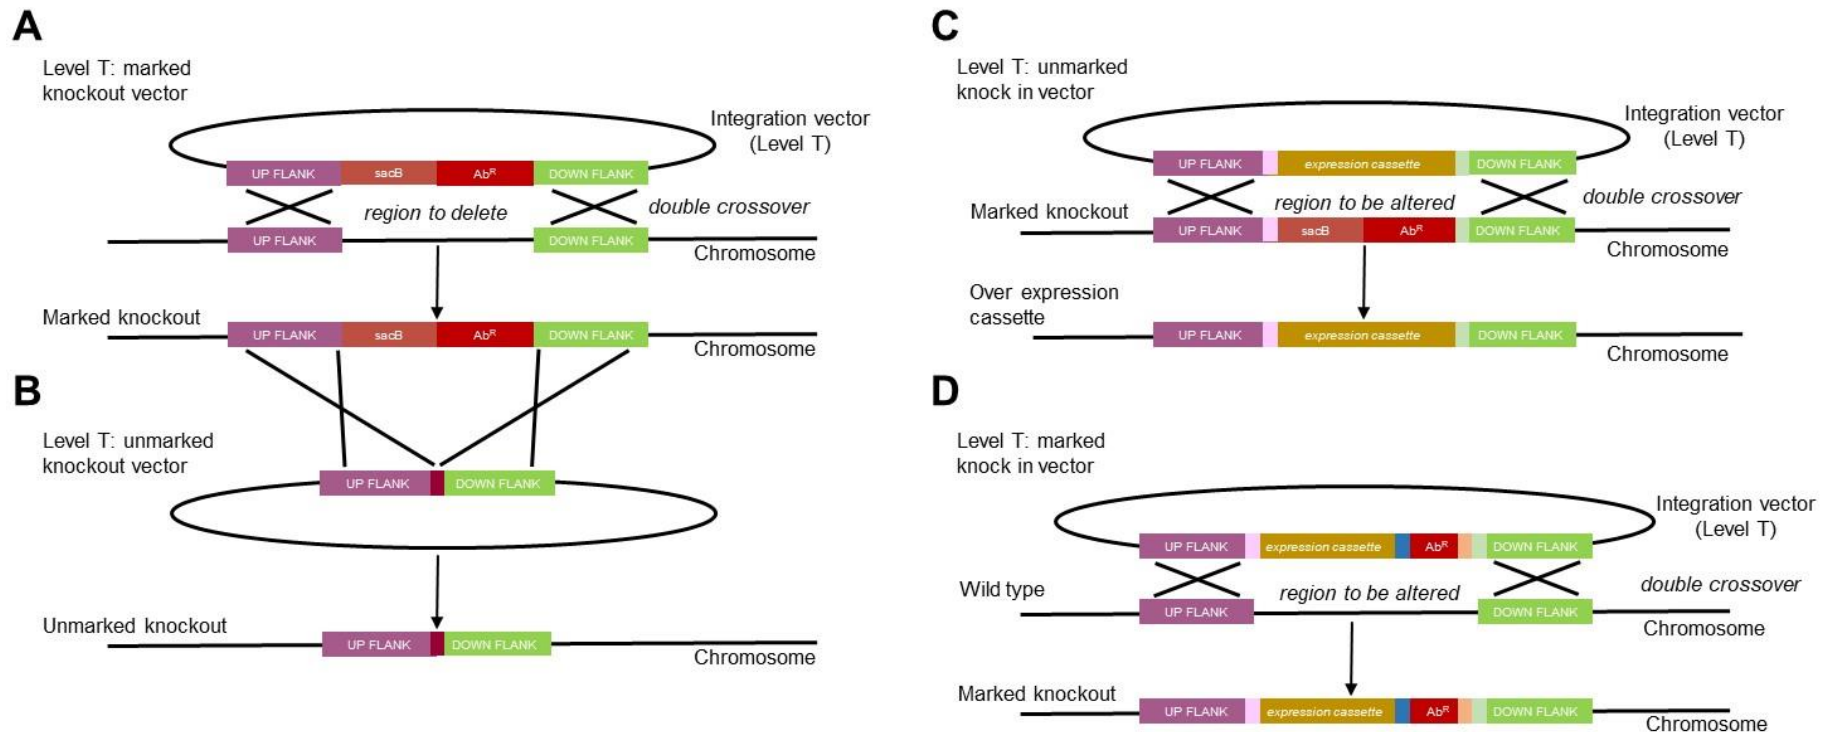 A
Level T: marked
knockout vector
Integration vector
(Level T)
UP FLANK sacB AbR DOWN FLANK
region to delete
double crossover
UP FLANK DOWN FLANK
Chromosome
Marked knockout
UP FLANK sacB AbR DOWN FLANK
Chromosome
B
Level T: unmarked
knockout vector
UP FLANK DOWN FLANK
Unmarked knockout
UP FLANK DOWN FLANK
Chromosome
C
Level T: unmarked
knock in vector
Integration vector
(Level T)
UP FLANK expression cassette DOWN FLANK
double crossover
Marked knockout
region to be altered
UP FLANK sacB AbR DOWN FLANK
Chromosome
Over expression
cassette
UP FLANK expression cassette DOWN FLANK
Chromosome
D
Level T: marked
knock in vector
Integration vector
(Level T)
UP FLANK expression cassette AbR DOWN FLANK
Wild type
region to be altered
double crossover
UP FLANK DOWN FLANK
Chromosome
Marked knockout
UP FLANK expression cassette AbR DOWN FLANK
Chromosome